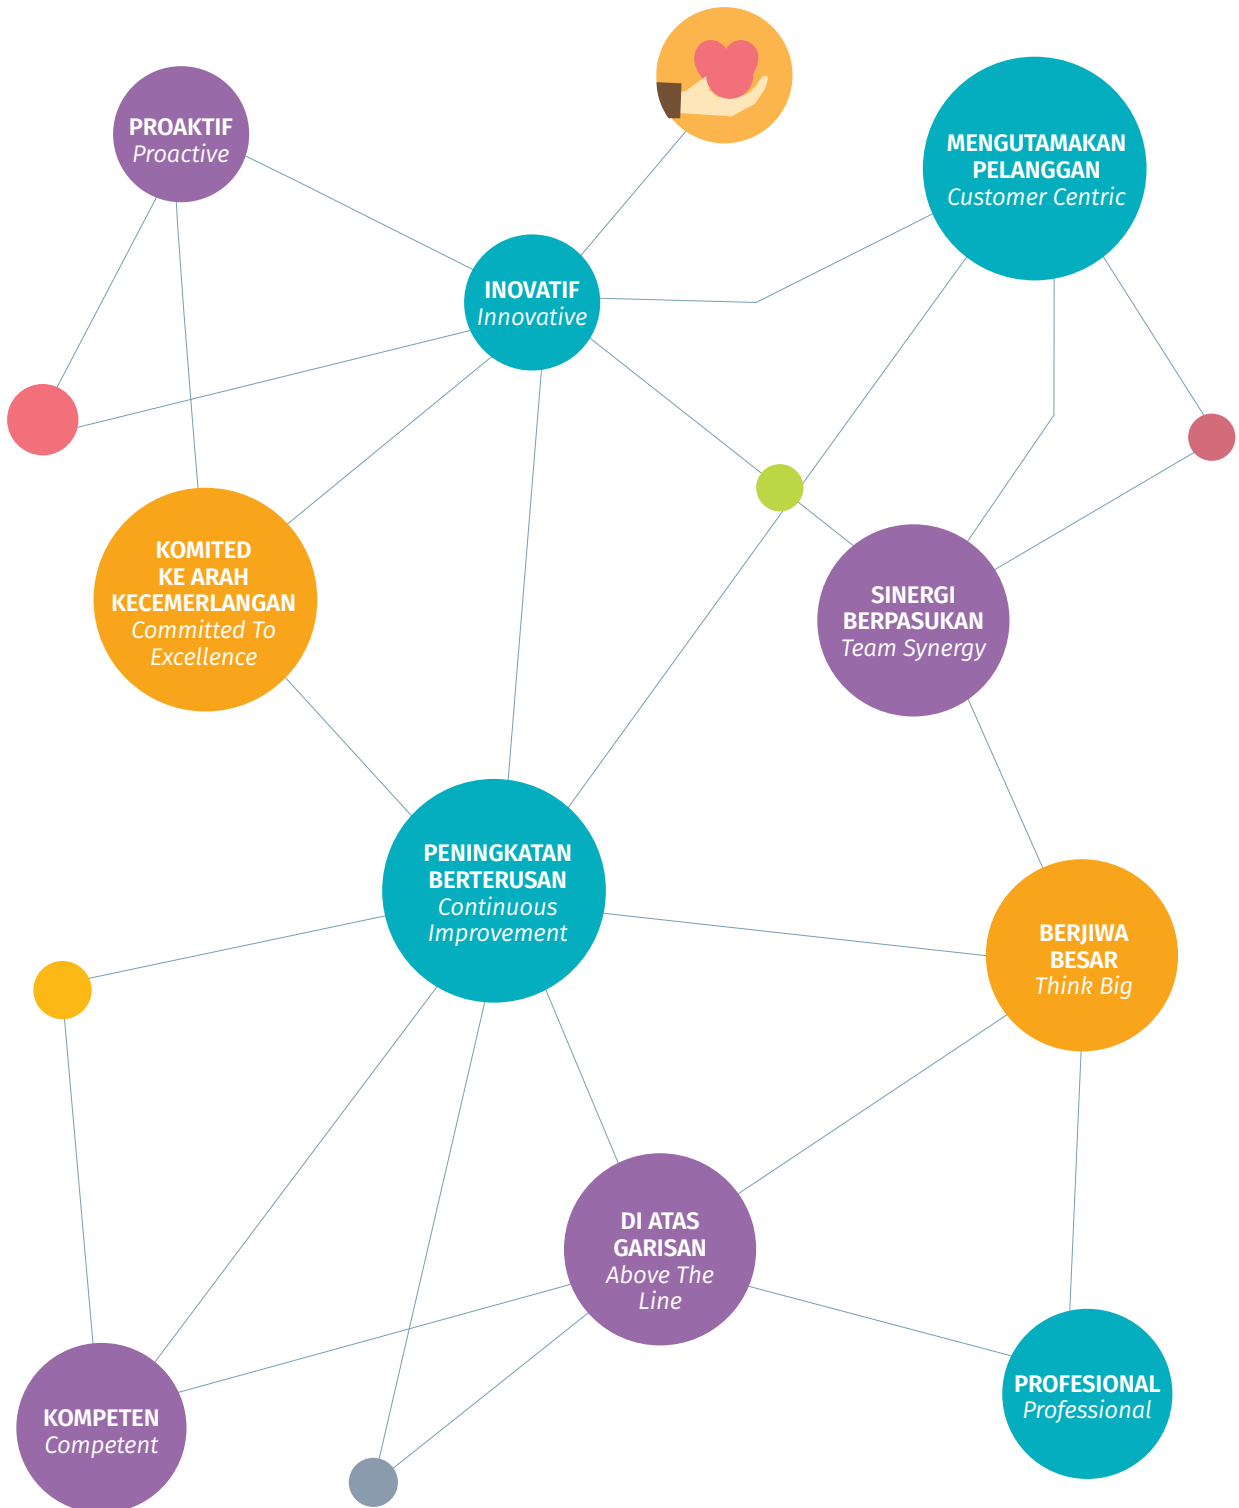 PROAKTIF
Proactive
MENGUTAMAKAN
PELANGGAN
Customer Centric
INOVATIF
Innovative
KOMITED
KE ARAH
KECEMERLANGAN
Committed To
Excellence
SINERGI
BERPASUKAN
Team Synergy
PENINGKATAN
BERTERUSAN
Continuous
Improvement
BERJIWA
BESAR
Think Big
DI ATAS
GARISAN
Above The
Line
PROFESIONAL
Professional
KOMPETEN
Competent